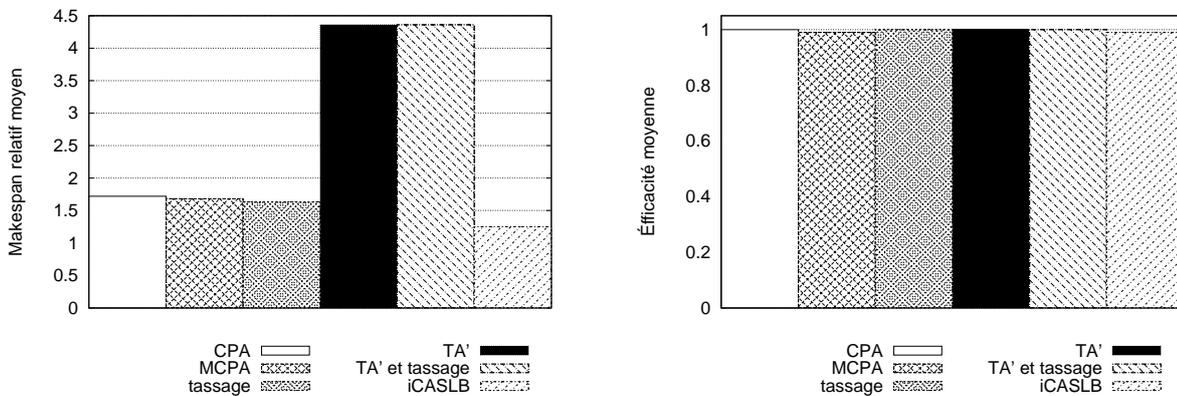 Makespan relatif moyen
4.5
4
3.5
3
2.5
2
1.5
1
0.5
0
CPA
MCPA
tassage
TA'
TA' et tassage
iCASLB
Éfficacité moyenne
1
0.8
0.6
0.4
0.2
0
CPA
MCPA
tassage
TA'
TA' et tassage
iCASLB